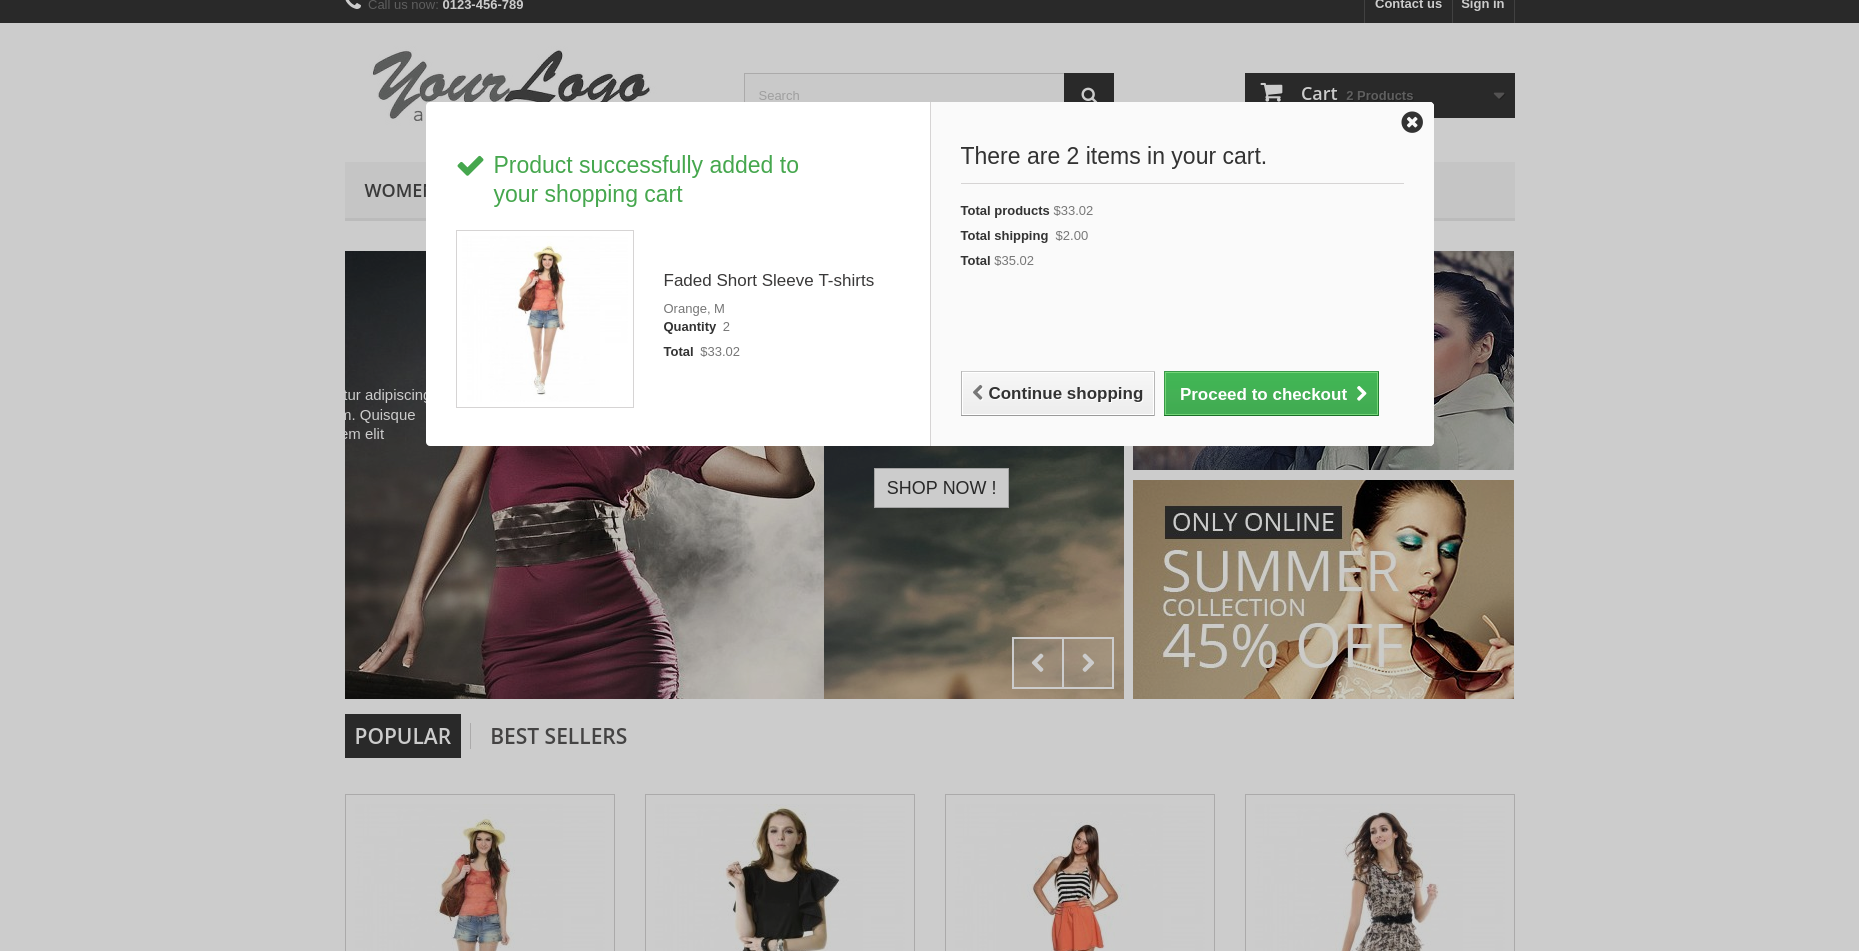 Call us now: 0123-456-789
Contact us
Sign in
Your Logo
a
Search
Cart 2 Products
WOME
Product successfully added to
your shopping cart
Faded Short Sleeve T-shirts
Orange, M
Quantity 2
Total $33.02
There are 2 items in your cart.
Total products $33.02
Total shipping $2.00
Total $35.02
Continue shopping
Proceed to checkout
tur adipiscing
m. Quisque
em elit
SHOP NOW !
ONLY ONLINE
SUMMER
COLLECTION
45% OFF
POPULAR
BEST SELLERS